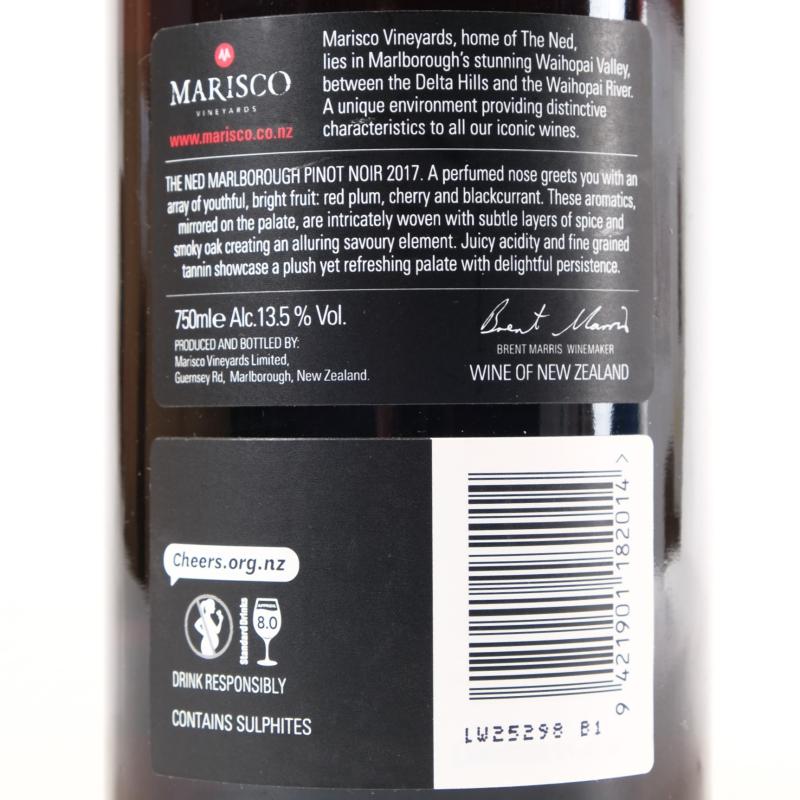 MARISCO
VINEYARDS
www.marisco.co.nz
Marisco Vineyards, home of The Ned,
lies in Marlborough's stunning Waihopai Valley,
between the Delta Hills and the Waihopai River.
A unique environment providing distinctive
characteristics to all our iconic wines.
THE NED MARLBOROUGH PINOT NOIR 2017. A perfumed nose greets you with an
array of youthful, bright fruit: red plum, cherry and blackcurrant. These aromatics,
mirrored on the palate, are intricately woven with subtle layers of spice and
smoky oak creating an alluring savoury element. Juicy acidity and fine grained
tannin showcase a plush yet refreshing palate with delightful persistence.
750ml℮ Alc.13.5 % Vol.
PRODUCED AND BOTTLED BY:
Marisco Vineyards Limited,
Guernsey Rd, Marlborough, New Zealand.
Brent Marris
BRENT MARRIS WINEMAKER
WINE OF NEW ZEALAND
Cheers.org.nz
Standard Drinks
8.0
DRINK RESPONSIBLY
CONTAINS SULPHITES
9 421901 182014 >
LW25298 B1